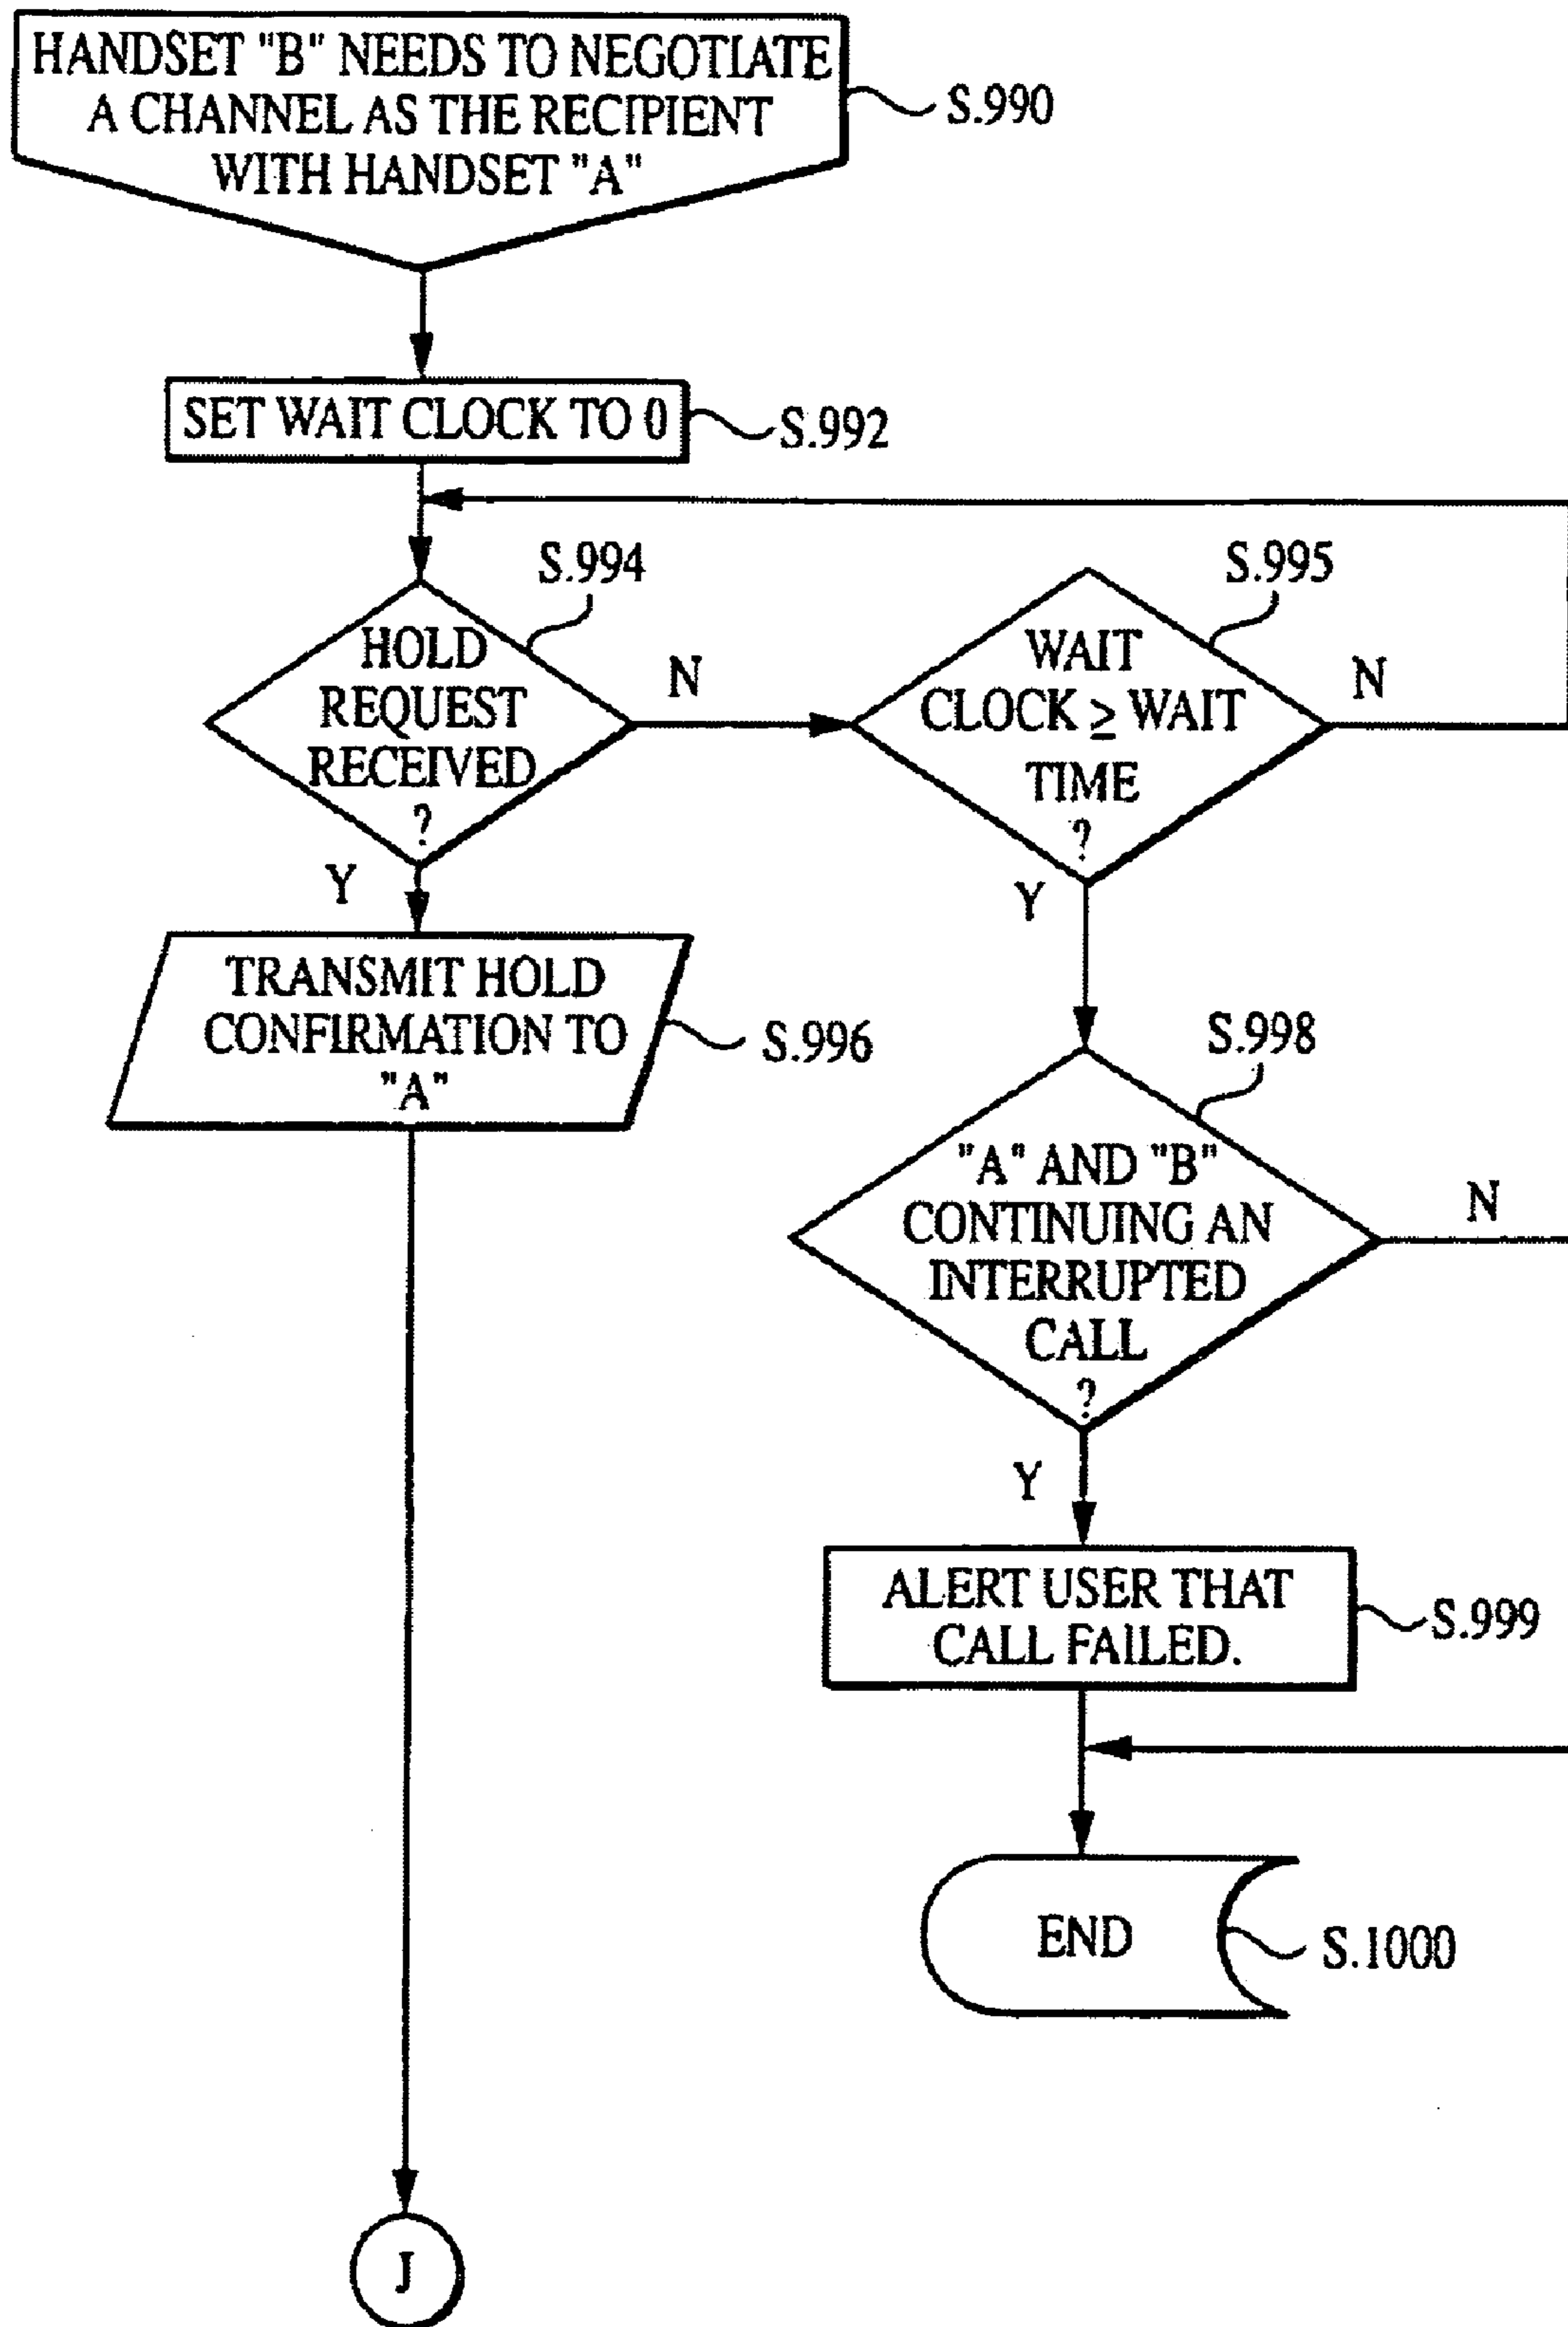 HANDSET "B" NEEDS TO NEGOTIATE
A CHANNEL AS THE RECIPIENT
WITH HANDSET "A"
S.990
SET WAIT CLOCK TO 0
S.992
S.994
HOLD
REQUEST
RECEIVED
?
N
Y
S.995
WAIT
CLOCK ≥ WAIT
TIME
?
N
Y
TRANSMIT HOLD
CONFIRMATION TO
"A"
S.996
S.998
"A" AND "B"
CONTINUING AN
INTERRUPTED
CALL
?
N
Y
ALERT USER THAT
CALL FAILED.
S.999
END
S.1000
J